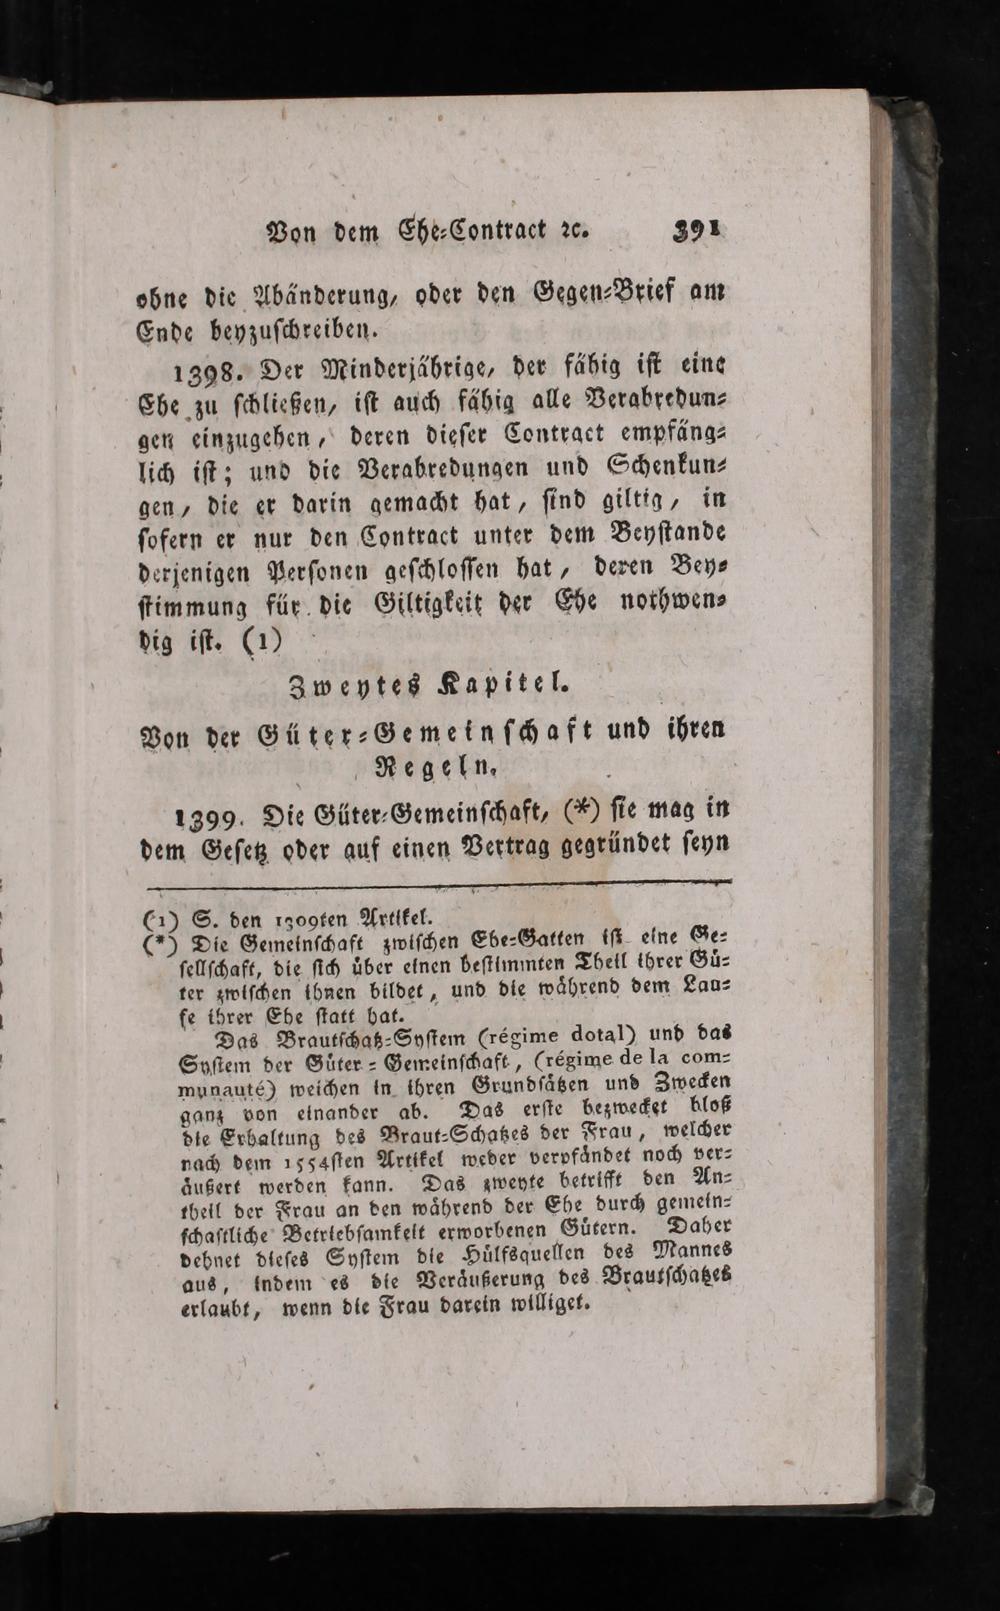 Von dem Ehe-Contract ꝛc. 391
ohne die Abänderung, oder den Gegen-Brief am
Ende beyzuſchreiben.
1398. Der Minderjährige, der fähig iſt eine
Ehe zu ſchließen, iſt auch fähig alle Verabredun-
gen einzugehen, deren dieſer Contract empfäng-
lich iſt; und die Verabredungen und Schenkun-
gen, die er darin gemacht hat, ſind giltig, in
ſofern er nur den Contract unter dem Beyſtande
derjenigen Perſonen geſchloſſen hat, deren Bey-
ſtimmung für die Giltigkeit der Ehe nothwen-
dig iſt. (1)
Zweytes Kapitel.
Von der Güter-Gemeinſchaft und ihren
Regeln.
1399. Die Güter-Gemeinſchaft, (*) ſie mag in
dem Geſetz oder auf einen Vertrag gegründet ſeyn
(1) S. den 1309ten Artikel.
(*) Die Gemeinſchaft zwiſchen Ehe-Gatten iſt eine Ge-
ſellſchaft, die ſich über einen beſtimmten Theil ihrer Gü-
ter zwiſchen ihnen bildet, und die während dem Lau-
fe ihrer Ehe ſtatt hat.
Das Brautſchatz-Syſtem (régime dotal) und das
Syſtem der Güter-Gemeinſchaft, (régime de la com-
munauté) weichen in ihren Grundſätzen und Zwecken
ganz von einander ab. Das erſte bezwecket bloß
die Erhaltung des Braut-Schatzes der Frau, welcher
nach dem 1554ſten Artikel weder verpfändet noch ver-
äußert werden kann. Das zweyte betrifft den An-
theil der Frau an den während der Ehe durch gemein-
ſchaftliche Betriebſamkeit erworbenen Gütern. Daher
dehnet dieſes Syſtem die Hülfsquellen des Mannes
aus, indem es die Veräußerung des Brautſchatzes
erlaubt, wenn die Frau darein williget.